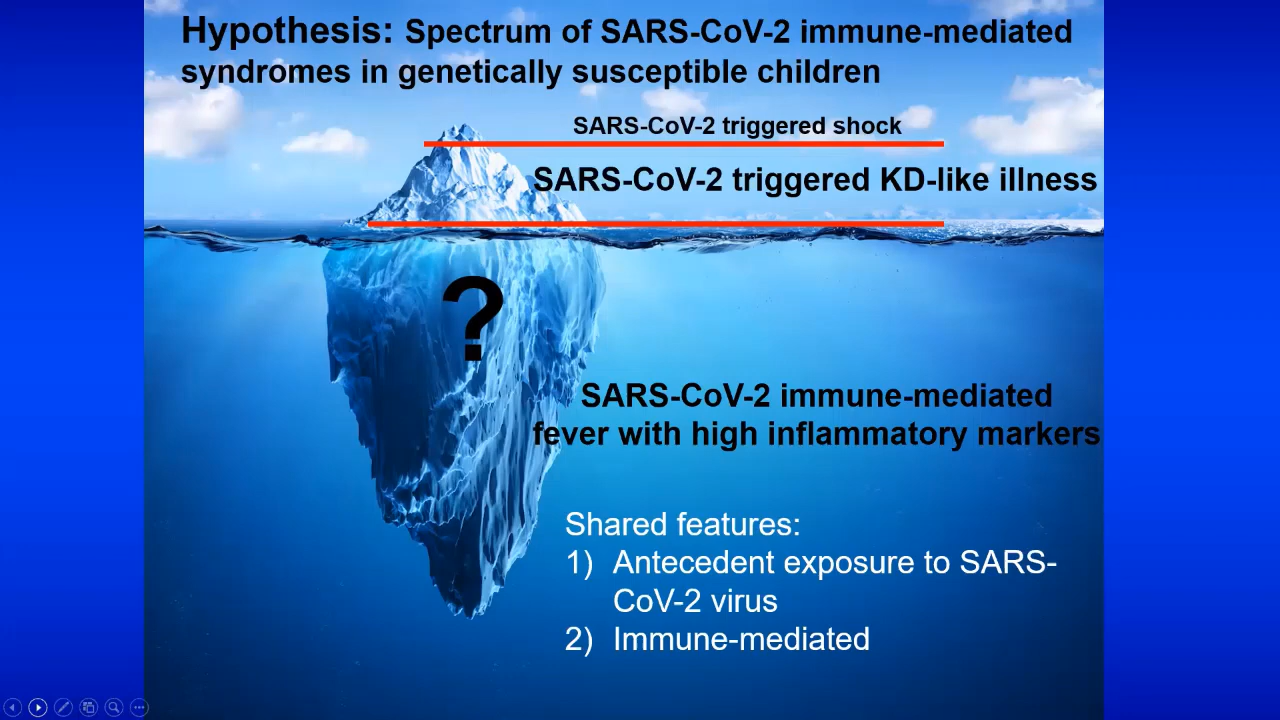 Hypothesis: Spectrum of SARS-CoV-2 immune-mediated
syndromes in genetically susceptible children
SARS-CoV-2 triggered shock
SARS-CoV-2 triggered KD-like illness
?
SARS-CoV-2 immune-mediated
fever with high inflammatory markers
Shared features:
1) Antecedent exposure to SARS-
CoV-2 virus
2) Immune-mediated